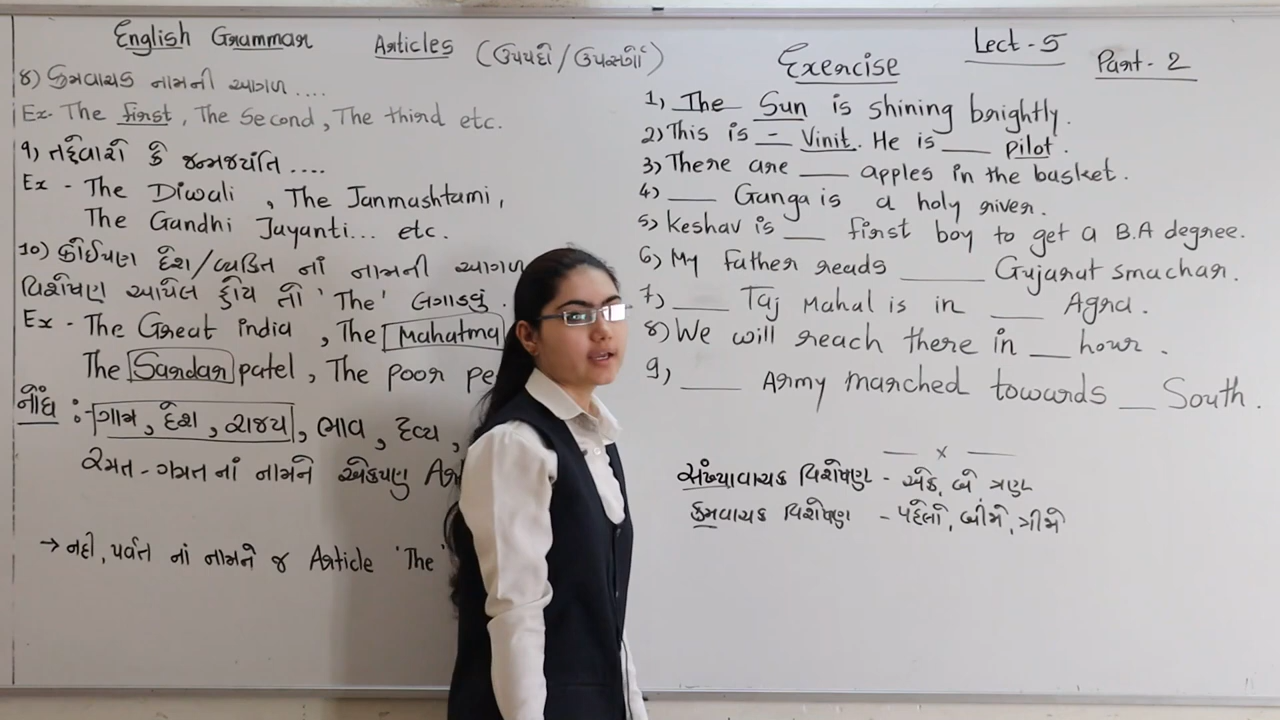 English Grammar Articles (ઉપપદો/ઉપસર્ગો)
૪) ક્રમવાચક નામની આગળ ....
Ex- The first, The Second, The third etc.
૧) તહેવારો કે જન્મજયંતિ ....
Ex - The Diwali , The Janmashtami,
The Gandhi Jayanti... etc.
૧૦) કોઈપણ દેશ/વ્યક્તિ નાં નામની આગળ
વિશેષણ આપેલ હોય તો 'The' લગાડવું.
Ex - The Great india , The Mahatma
The Sardar patel , The poor pe
નોંધ :- ગામ, દેશ, રાજ્ય, ભાવ, દ્રવ્ય,
રમત-ગમત નાં નામને એકપણ
→ નદી, પર્વત નાં નામને જ Article 'The'
Exercise Lect-5 Part-2
1) The Sun is shining brightly.
2) This is - Vinit. He is ___ Pilot.
3) There are ___ apples in the basket.
4) ___ Ganga is a holy river.
5) Keshav is ___ first boy to get a B.A degree.
6) My Father reads ___ Gujarat smachar.
7) ___ Taj Mahal is in ___ Agra.
8) We will reach there in ___ hour.
9) ___ Army marched towards ___ South.
— x —
સંખ્યાવાચક વિશેષણ - એક, બે ત્રણ
ક્રમવાચક વિશેષણ - પહેલો, બીજો, ત્રીજો